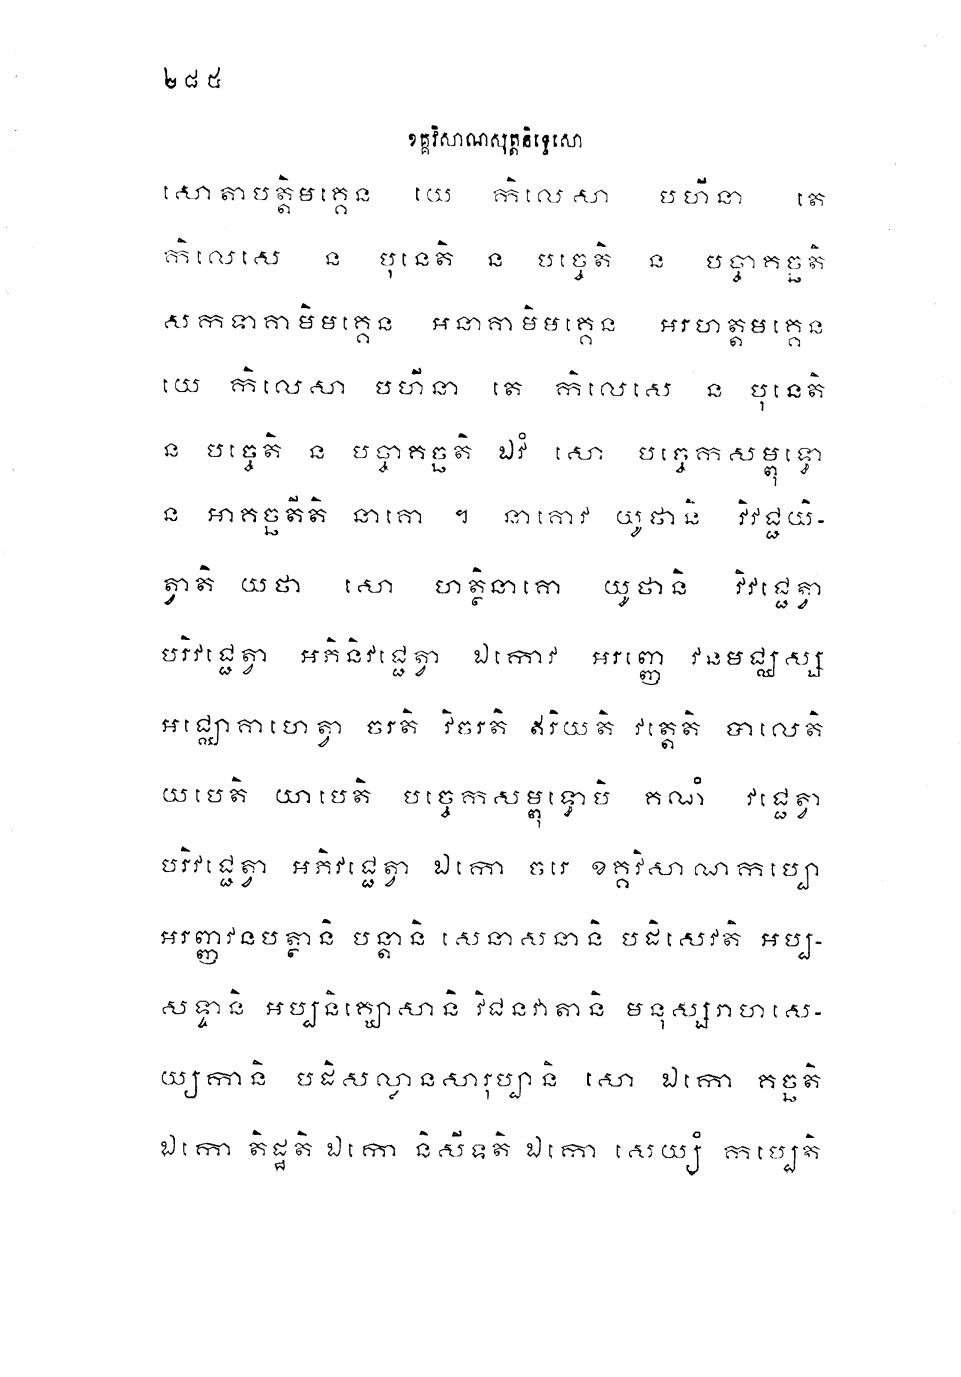 ២៨៥
ខគ្គវិសាណសុត្តនិទ្ទេសោ
សោតាបត្តិមគ្គេន យេ កិលេសា បហីនា តេ
កិលេសេ ន បុនេតិ ន បច្ចេតិ ន បច្ចាគច្ឆតិ
សកទាគាមិមគ្គេន អនាគាមិមគ្គេន អរហត្តមគ្គេន
យេ កិលេសា បហីនា តេ កិលេសេ ន បុនេតិ
ន បច្ចេតិ ន បច្ចាគច្ឆតិ ឯវំ សោ បច្ចេកសម្ពុទ្ធោ
ន អាគច្ឆតីតិ នាគោ ។ នាគោវ យូថានិ វិវជ្ជយិ-
ត្វាតិ យថា សោ ហត្ថិនាគោ យូថានិ វិវជ្ជេត្វា
បរិវជ្ជេត្វា អភិនិវជ្ជេត្វា ឯកោវ អរញ្ញេ វនមជ្ឈស្ស
អជ្ឈោគាហេត្វា ចរតិ វិចរតិ ឥរិយតិ វត្តេតិ បាលេតិ
យបេតិ យាបេតិ បច្ចេកសម្ពុទ្ធោបិ គណំ វជ្ជេត្វា
បរិវជ្ជេត្វា អភិវជ្ជេត្វា ឯកោ ចរេ ខគ្គវិសាណកប្បោ
អរញ្ញវនបត្ថានិ បន្តានិ សេនាសនានិ បដិសេវតិ អប្ប-
សទ្ទានិ អប្បនិគ្ឃោសានិ វិជនវាតានិ មនុស្សរាហសេ-
យ្យកានិ បដិសល្លានសារុប្បានិ សោ ឯកោ គច្ឆតិ
ឯកោ តិដ្ឋតិ ឯកោ និសីទតិ ឯកោ សេយ្យំ កប្បេតិ